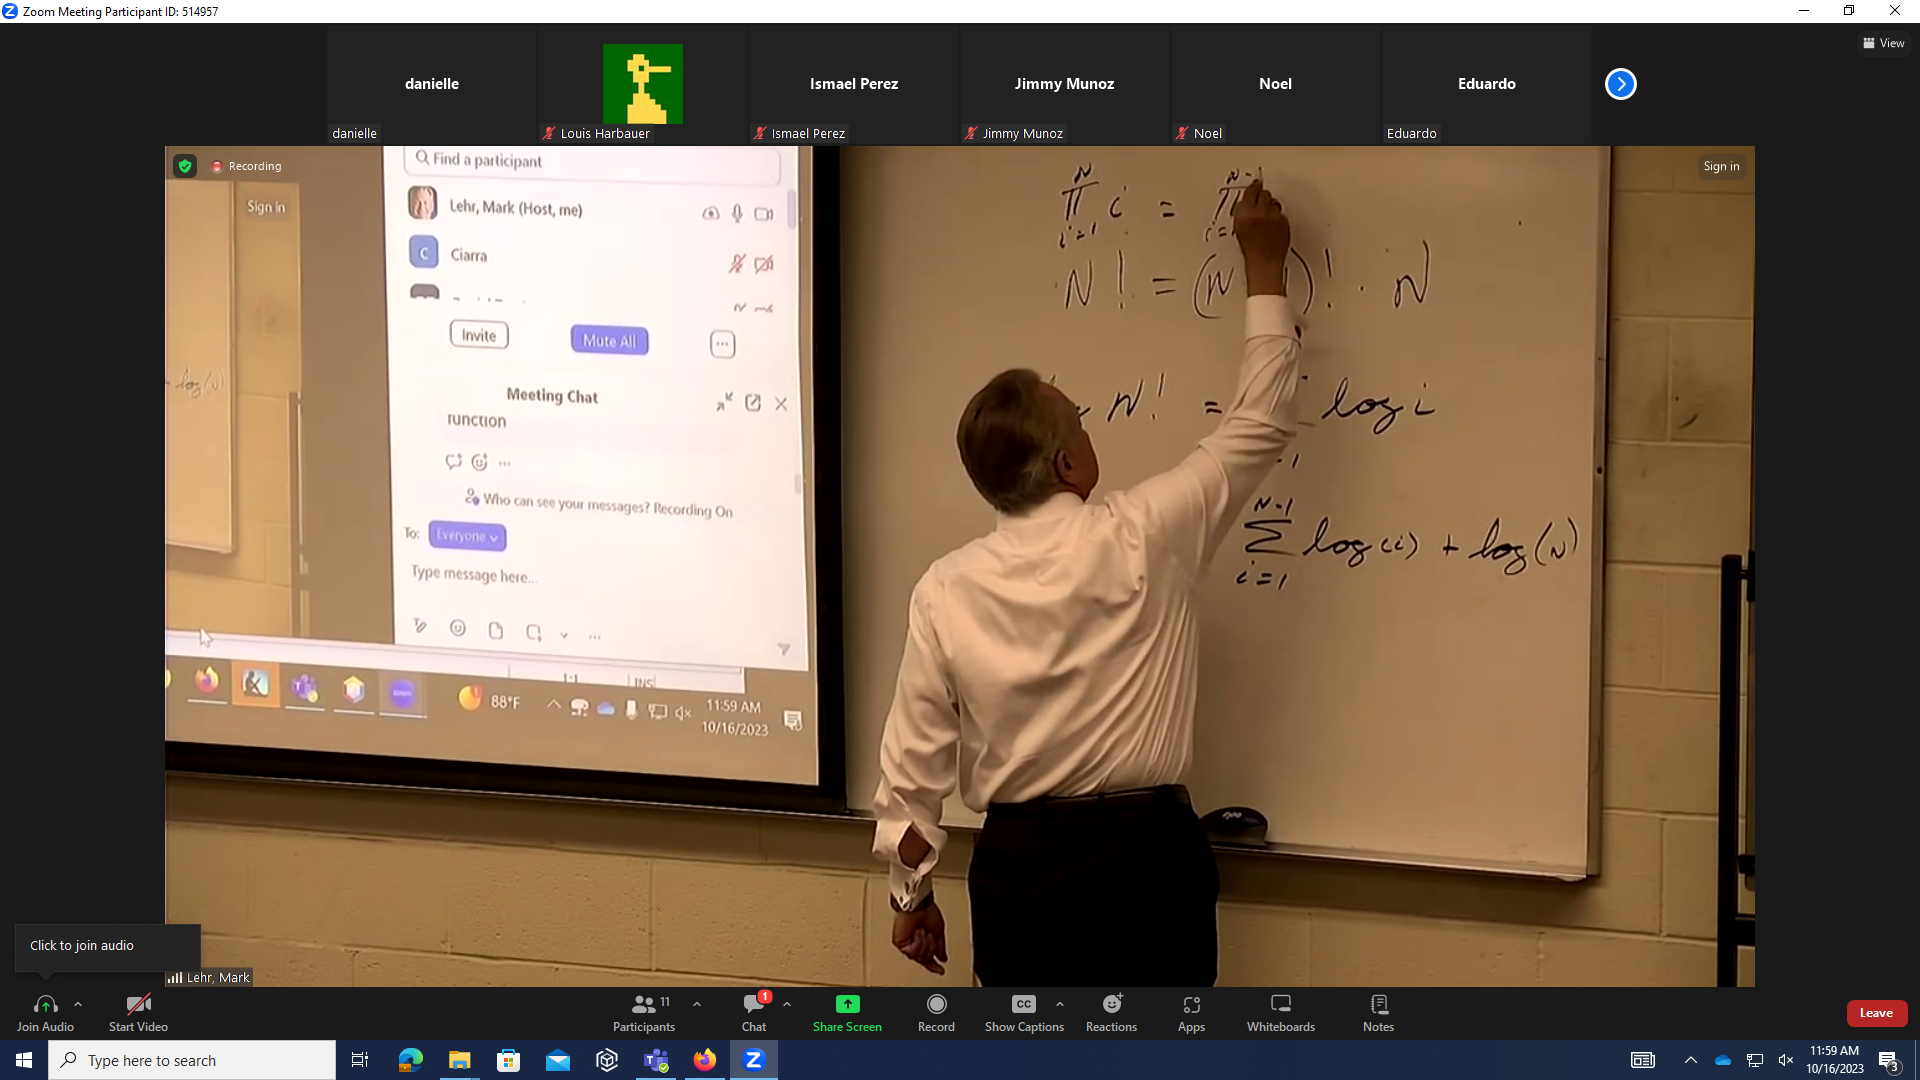 Zoom Meeting Participant ID: 514957
View
danielle
Ismael Perez
Jimmy Munoz
Noel
Eduardo
danielle
Louis Harbauer
Ismael Perez
Jimmy Munoz
Noel
Eduardo
Recording
Sign in
Sign in
Find a participant
Lehr, Mark (Host, me)
C
Ciarra
Invite
Mute All
Meeting Chat
function
Who can see your messages? Recording On
To:
Everyone
Type message here...
1:1
INS
zoom
88°F
11:59 AM
10/16/2023
log(N)
N N-1
π i = π
i=1 i=
N! = (N )! · N
N! = log i
-1
N-1
Σ log(i) + log(N)
i=1
Click to join audio
Lehr, Mark
Join Audio
Start Video
Participants
11
Chat
1
Share Screen
Record
CC
Show Captions
Reactions
Apps
Whiteboards
Notes
Leave
Type here to search
11:59 AM
10/16/2023
3